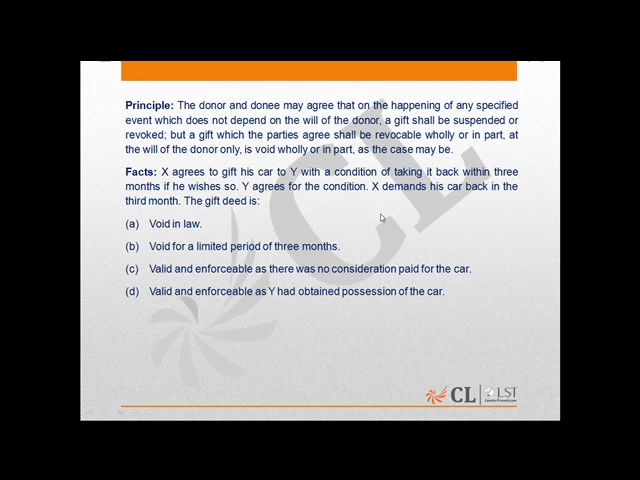 Principle: The donor and donee may agree that on the happening of any specified
event which does not depend on the will of the donor, a gift shall be suspended or
revoked; but a gift which the parties agree shall be revocable wholly or in part, at
the will of the donor only, is void wholly or in part, as the case may be.
Facts: X agrees to gift his car to Y with a condition of taking it back within three
months if he wishes so. Y agrees for the condition. X demands his car back in the
third month. The gift deed is:
(a) Void in law.
(b) Void for a limited period of three months.
(c) Valid and enforceable as there was no consideration paid for the car.
(d) Valid and enforceable as Y had obtained possession of the car.
CL
CL LST